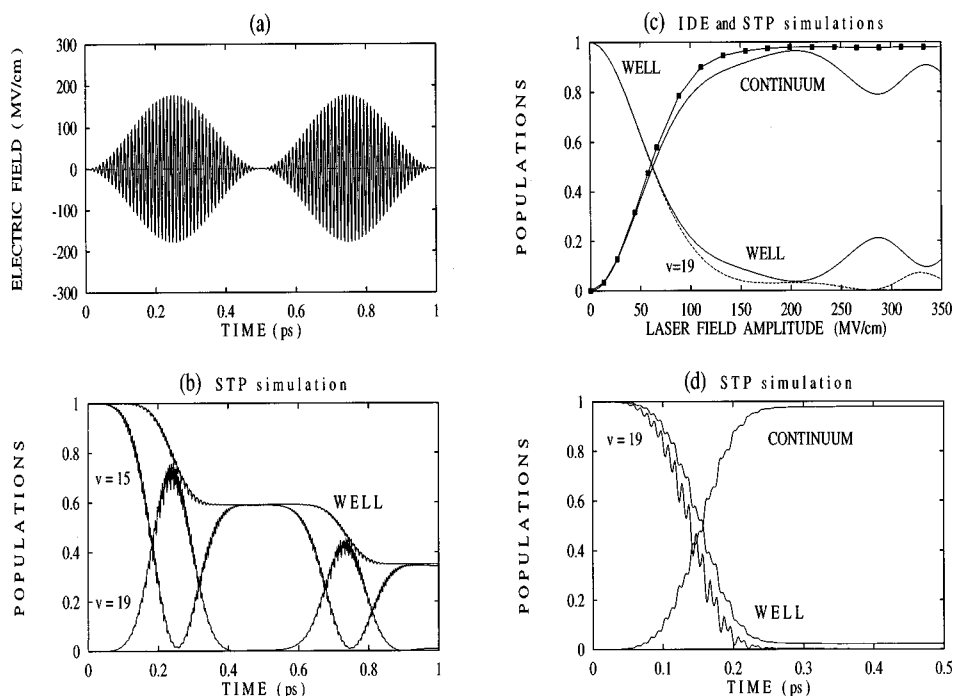 (a)
ELECTRIC FIELD (MV/cm)
300
200
100
0
-100
-200
-300
0 0.2 0.4 0.6 0.8 1
TIME (ps)
(c) IDE and STP simulations
POPULATIONS
1
0.8
0.6
0.4
0.2
0
WELL
CONTINUUM
WELL
v=19
0 50 100 150 200 250 300 350
LASER FIELD AMPLITUDE (MV/cm)
(b) STP simulation
POPULATIONS
1
0.8
0.6
0.4
0.2
0
v=15
WELL
v=19
0 0.2 0.4 0.6 0.8 1
TIME (ps)
(d) STP simulation
POPULATIONS
1
0.8
0.6
0.4
0.2
0
v=19
CONTINUUM
WELL
0 0.1 0.2 0.3 0.4 0.5
TIME (ps)